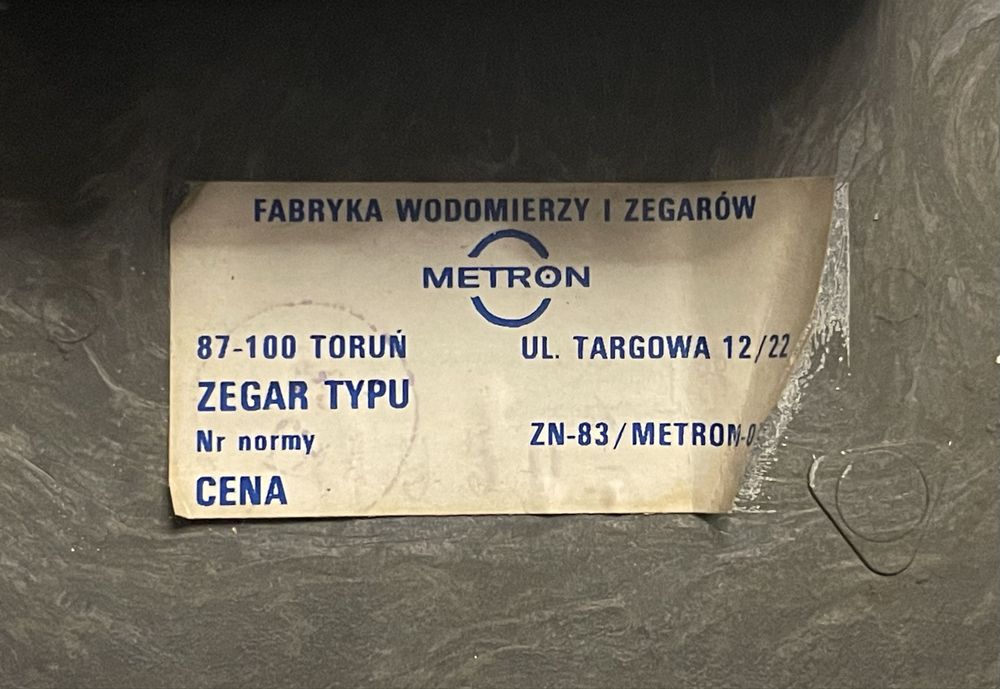 FABRYKA WODOMIERZY I ZEGARÓW
METRON
87-100 TORUŃ UL. TARGOWA 12/22
ZEGAR TYPU
Nr normy ZN-83/METRON-0
CENA